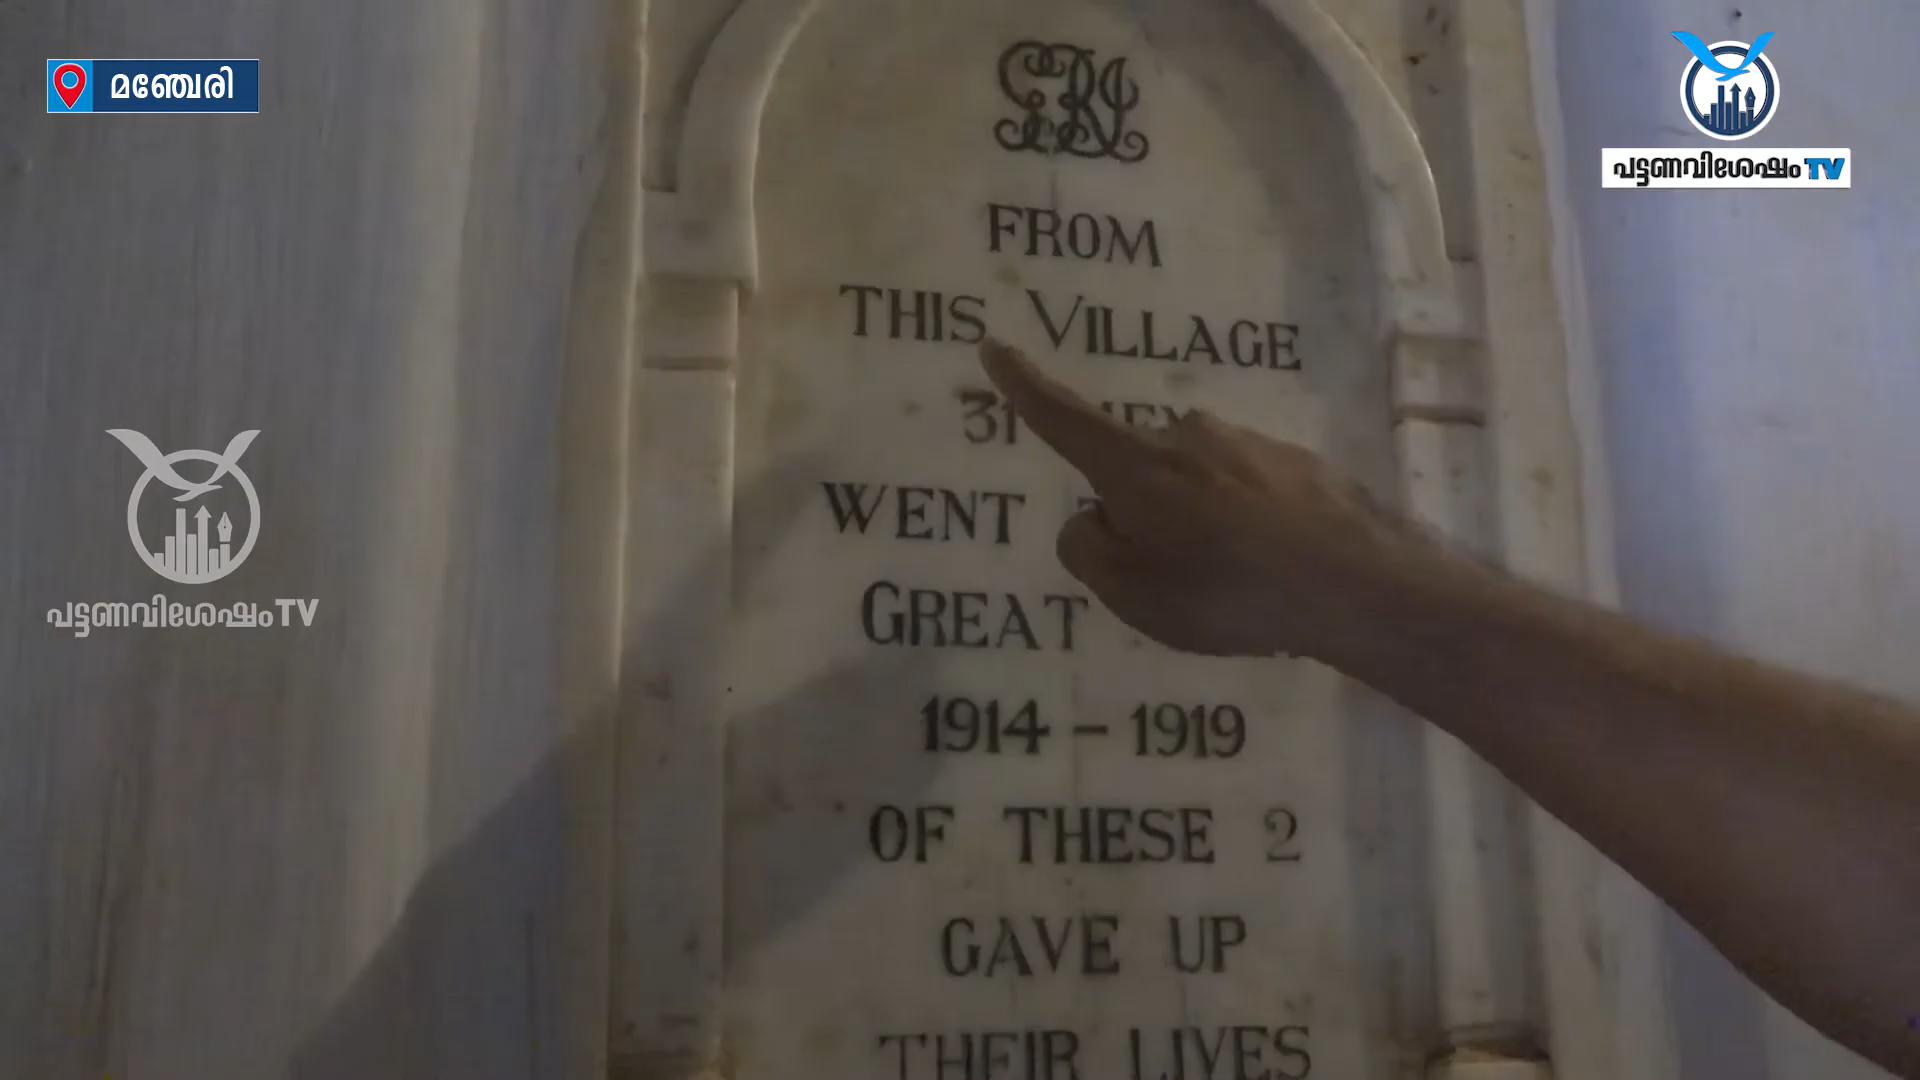 മഞ്ചേരി
പട്ടണവിശേഷം TV
GRI
FROM
THIS VILLAGE
31
WENT
GREAT
1914 – 1919
OF THESE 2
GAVE UP
THEIR LIVES
പട്ടണവിശേഷം TV